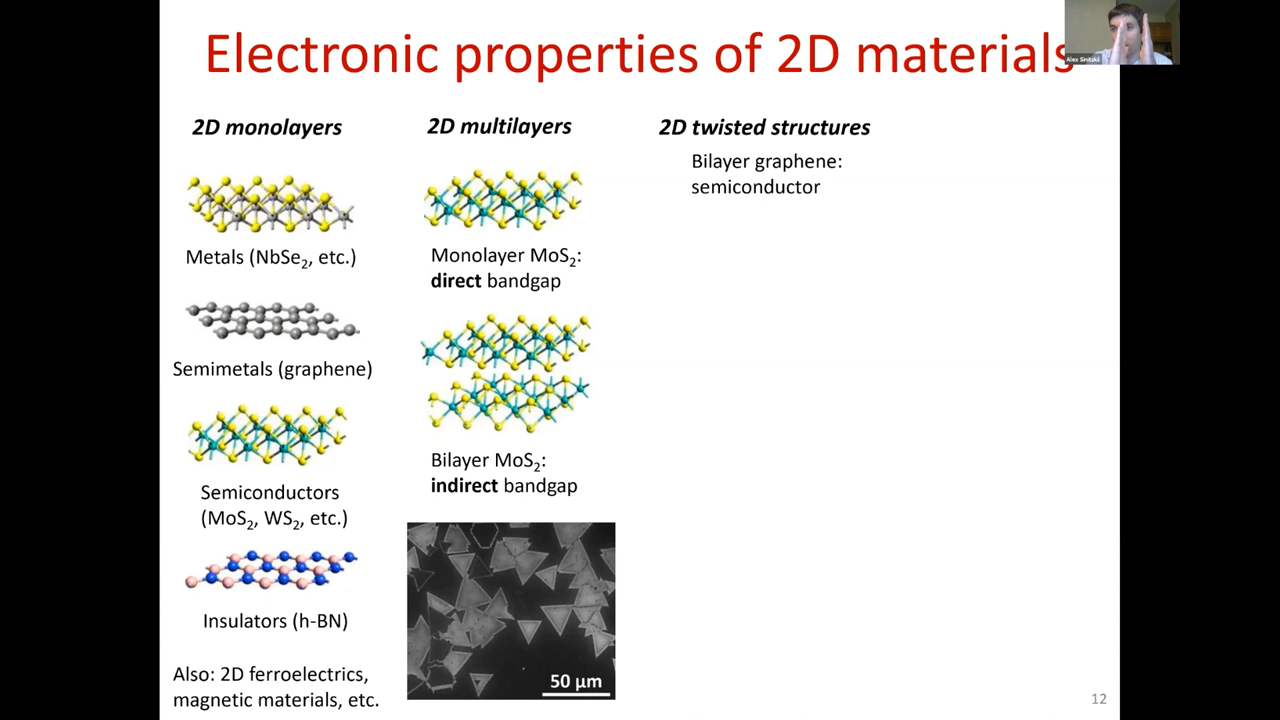 Electronic properties of 2D materials
Alex Sinitskii
2D monolayers
Metals (NbSe₂, etc.)
Semimetals (graphene)
Semiconductors
(MoS₂, WS₂, etc.)
Insulators (h-BN)
Also: 2D ferroelectrics,
magnetic materials, etc.
2D multilayers
Monolayer MoS₂:
direct bandgap
Bilayer MoS₂:
indirect bandgap
50 µm
2D twisted structures
Bilayer graphene:
semiconductor
12